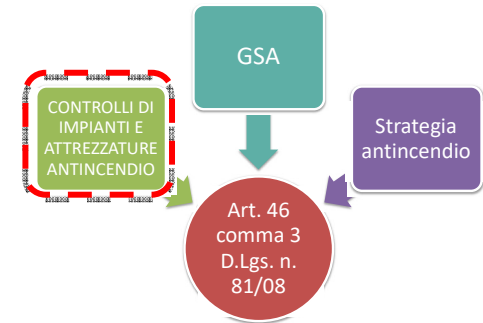 GSA
CONTROLLI DI
IMPIANTI E
ATTREZZATURE
ANTINCENDIO
Strategia
antincendio
Art. 46
comma 3
D.Lgs. n.
81/08